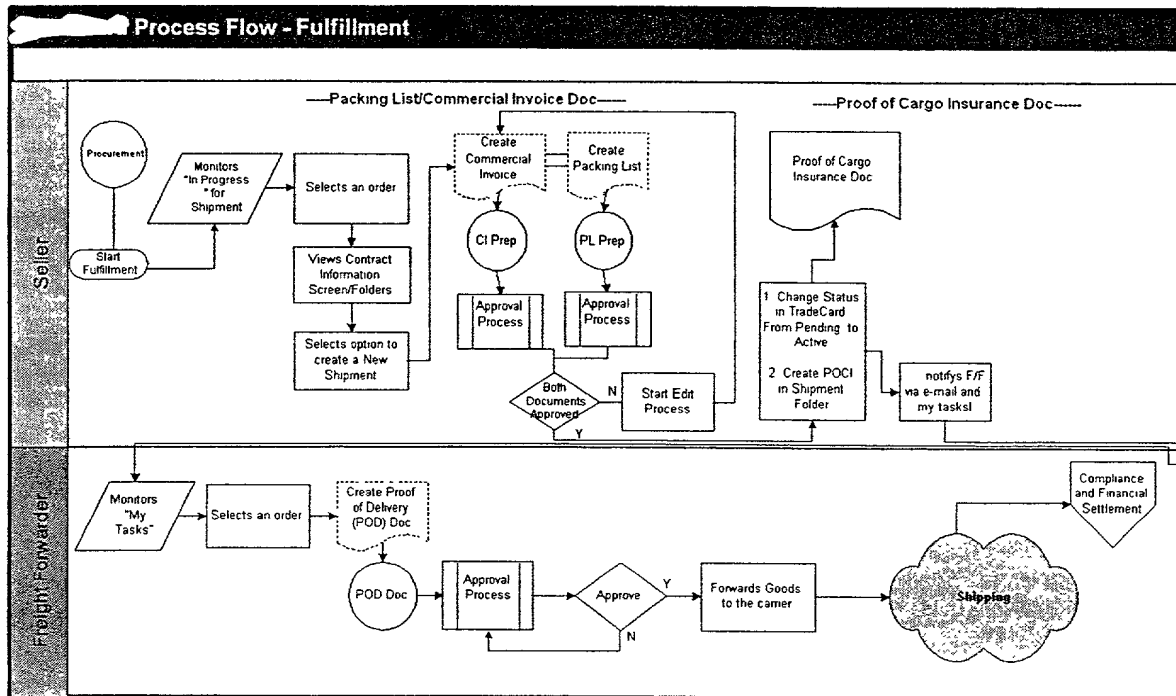 Process Flow - Fulfillment
Seller
----Packing List/Commercial Invoice Doc----
----Proof of Cargo Insurance Doc----
Procurement
Start
Fulfillment
Monitors
"In Progress
" for
Shipment
Selects an order
Views Contract
Information
Screen/Folders
Selects option to
create a New
Shipment
Create
Commercial
Invoice
Create
Packing List
CI Prep
PL Prep
Approval
Process
Approval
Process
Both
Documents
Approved
N
Y
Start Edit
Process
Proof of Cargo
Insurance Doc
1 Change Status
in TradeCard
From Pending to
Active
2 Create POCI
in Shipment
Folder
notifys F/F
via e-mail and
my tasks!
Freight Forwarder
Monitors
"My
Tasks"
Selects an order
Create Proof
of Delivery
(POD) Doc
POD Doc
Approval
Process
Approve
Y
N
Forwards Goods
to the carrier
Shipping
Compliance
and Financial
Settlement